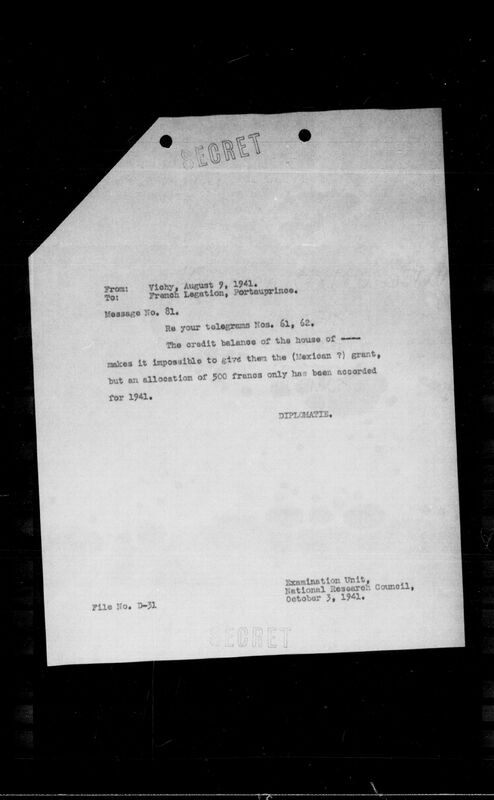 SECRET
From: Vichy, August 9, 1941.
To: French Legation, Portauprince.
Message No. 81.
Re your telegrams Nos. 61, 62.
The credit balance of the house of ----
makes it impossible to give them the (Mexican ?) grant,
but an allocation of 500 francs only has been accorded
for 1941.
DIPLOMATIE.
Examination Unit,
National Research Council,
October 3, 1941.
File No. D-31
SECRET